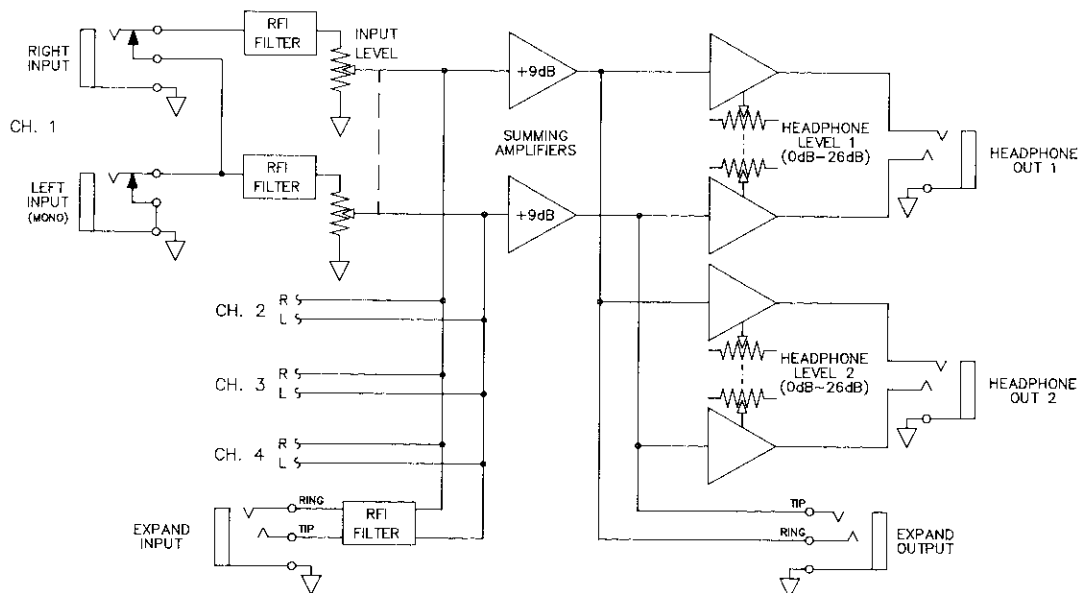 RIGHT
INPUT
RFI
FILTER
INPUT
LEVEL
CH. 1
LEFT
INPUT
(MONO)
RFI
FILTER
+9dB
SUMMING
AMPLIFIERS
+9dB
HEADPHONE
LEVEL 1
(0dB-26dB)
HEADPHONE
OUT 1
CH. 2
R
L
CH. 3
R
L
CH. 4
R
L
HEADPHONE
LEVEL 2
(0dB~26dB)
HEADPHONE
OUT 2
EXPAND
INPUT
RING
TIP
RFI
FILTER
TIP
RING
EXPAND
OUTPUT